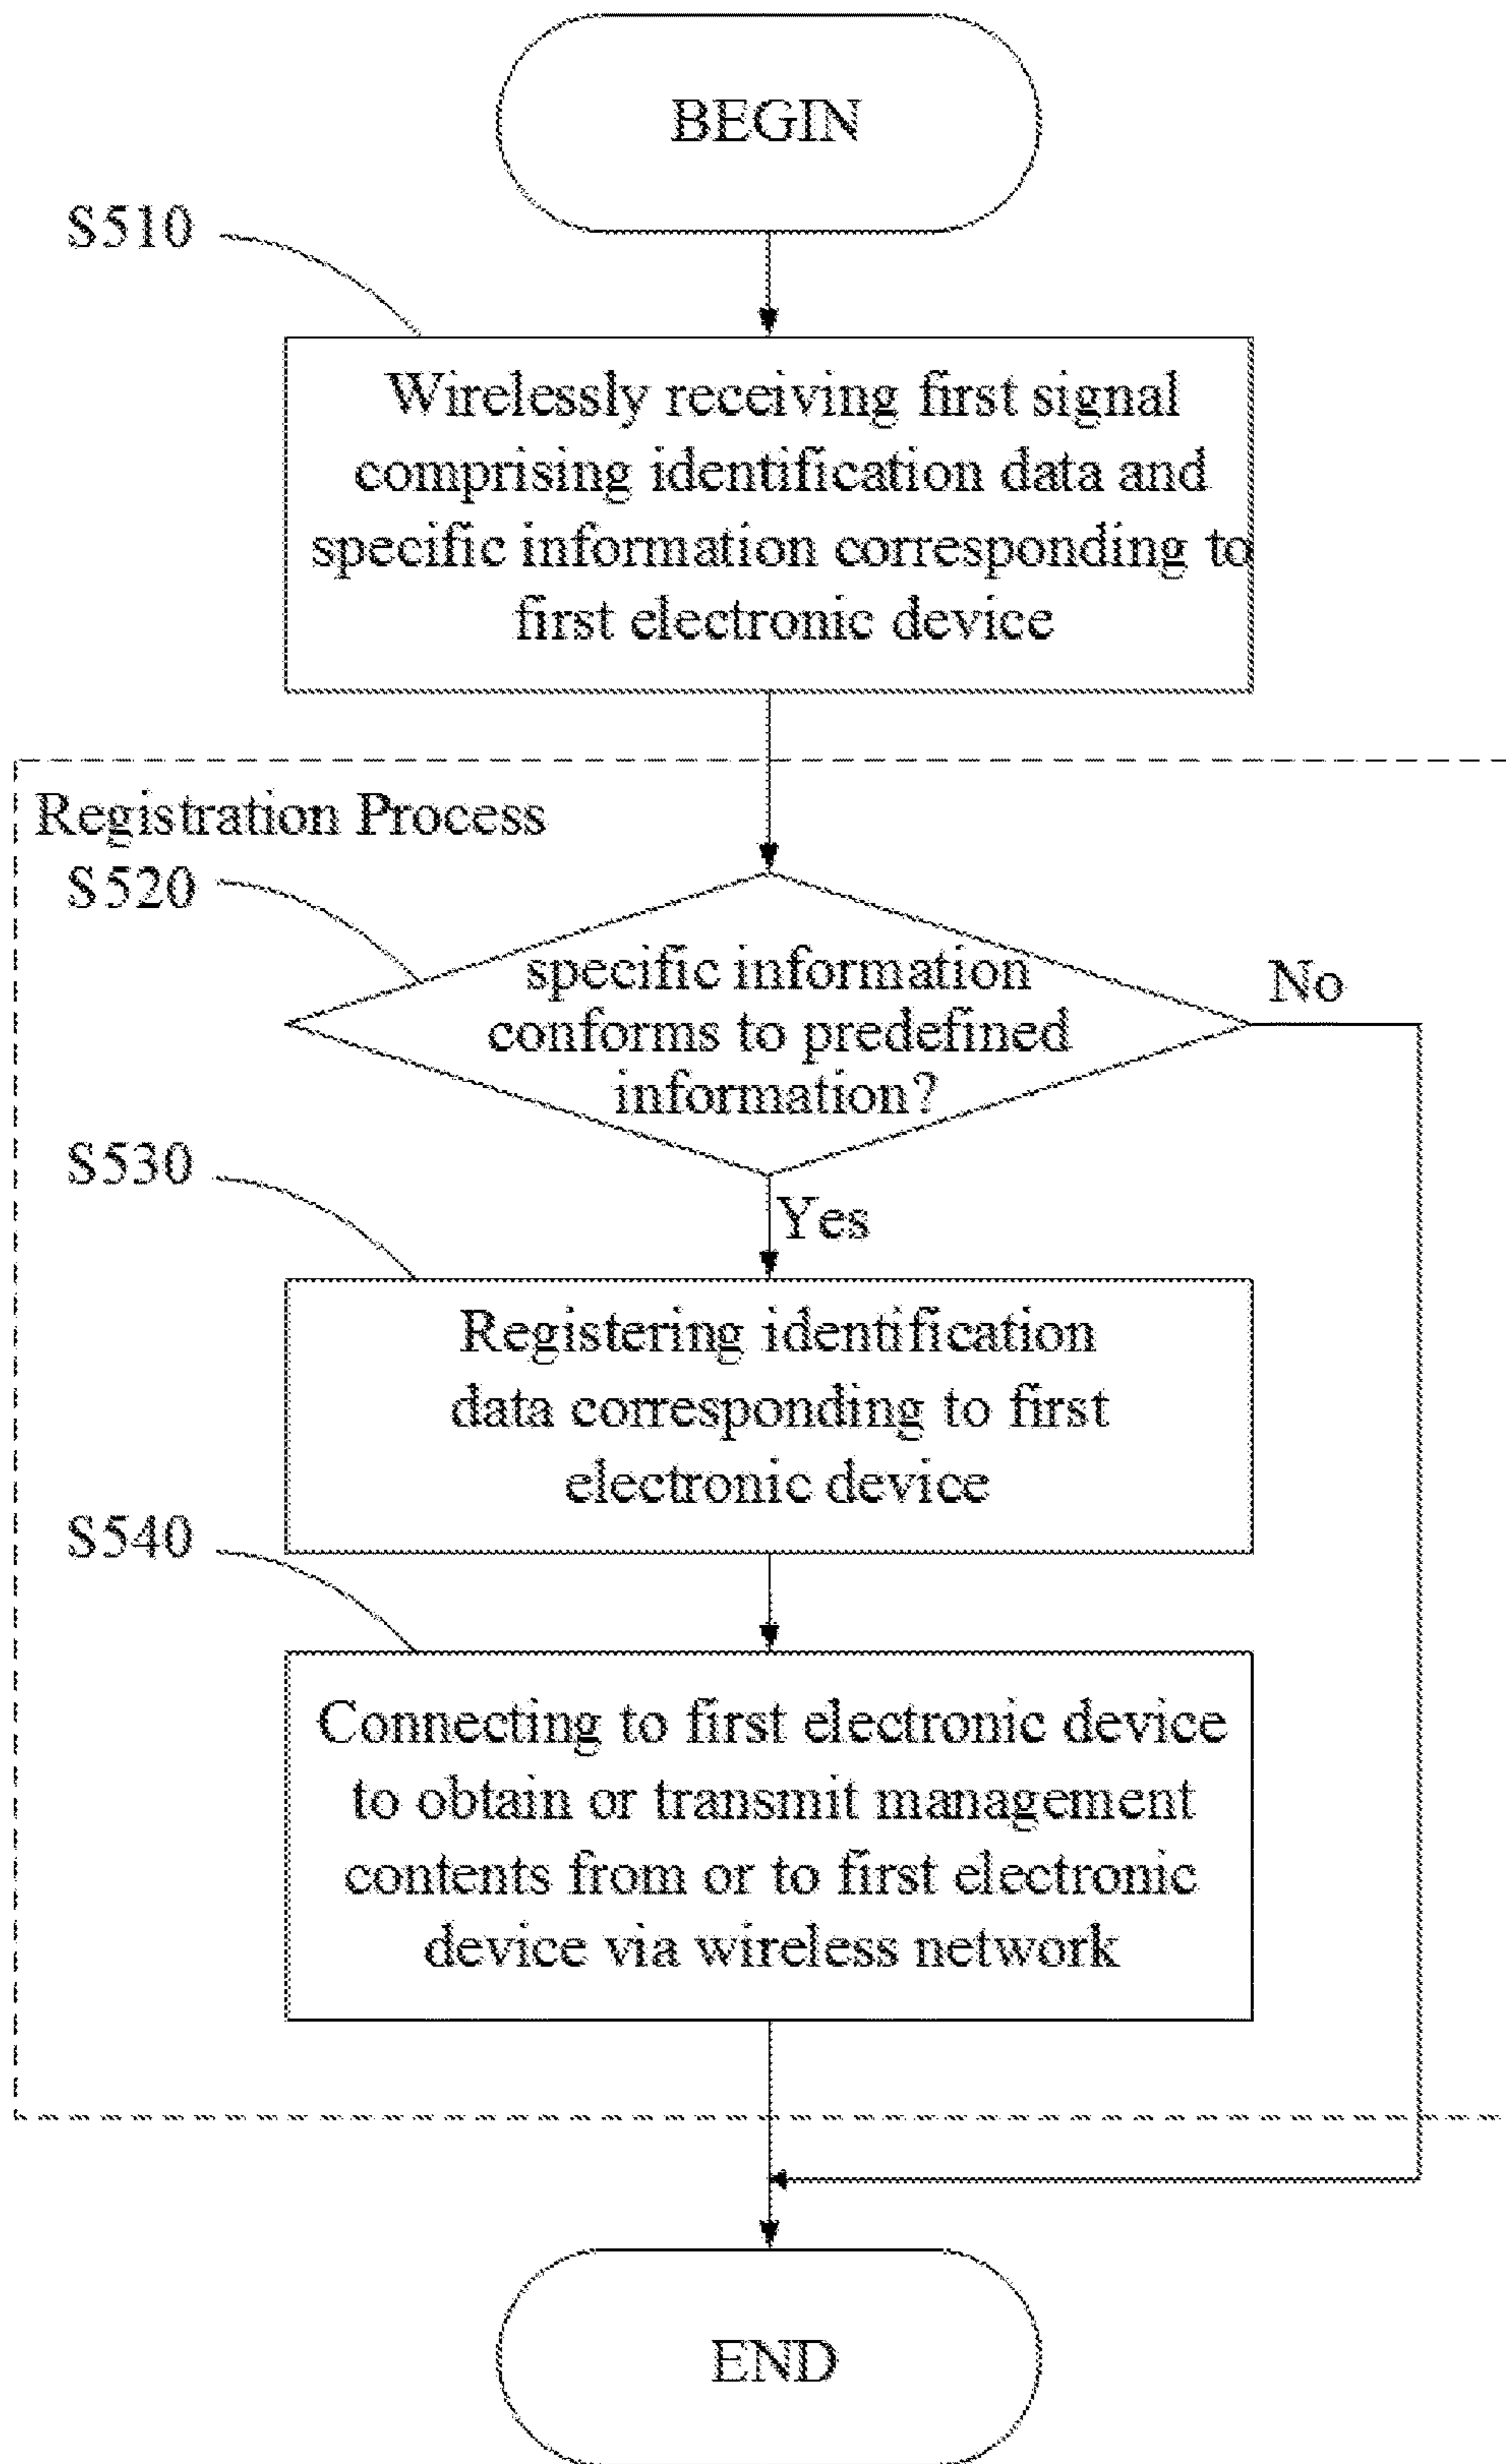 BEGIN
S510
Wirelessly receiving first signal
comprising identification data and
specific information corresponding to
first electronic device
Registration Process
S520
specific information
conforms to predefined
information?
No
Yes
S530
Registering identification
data corresponding to first
electronic device
S540
Connecting to first electronic device
to obtain or transmit management
contents from or to first electronic
device via wireless network
END